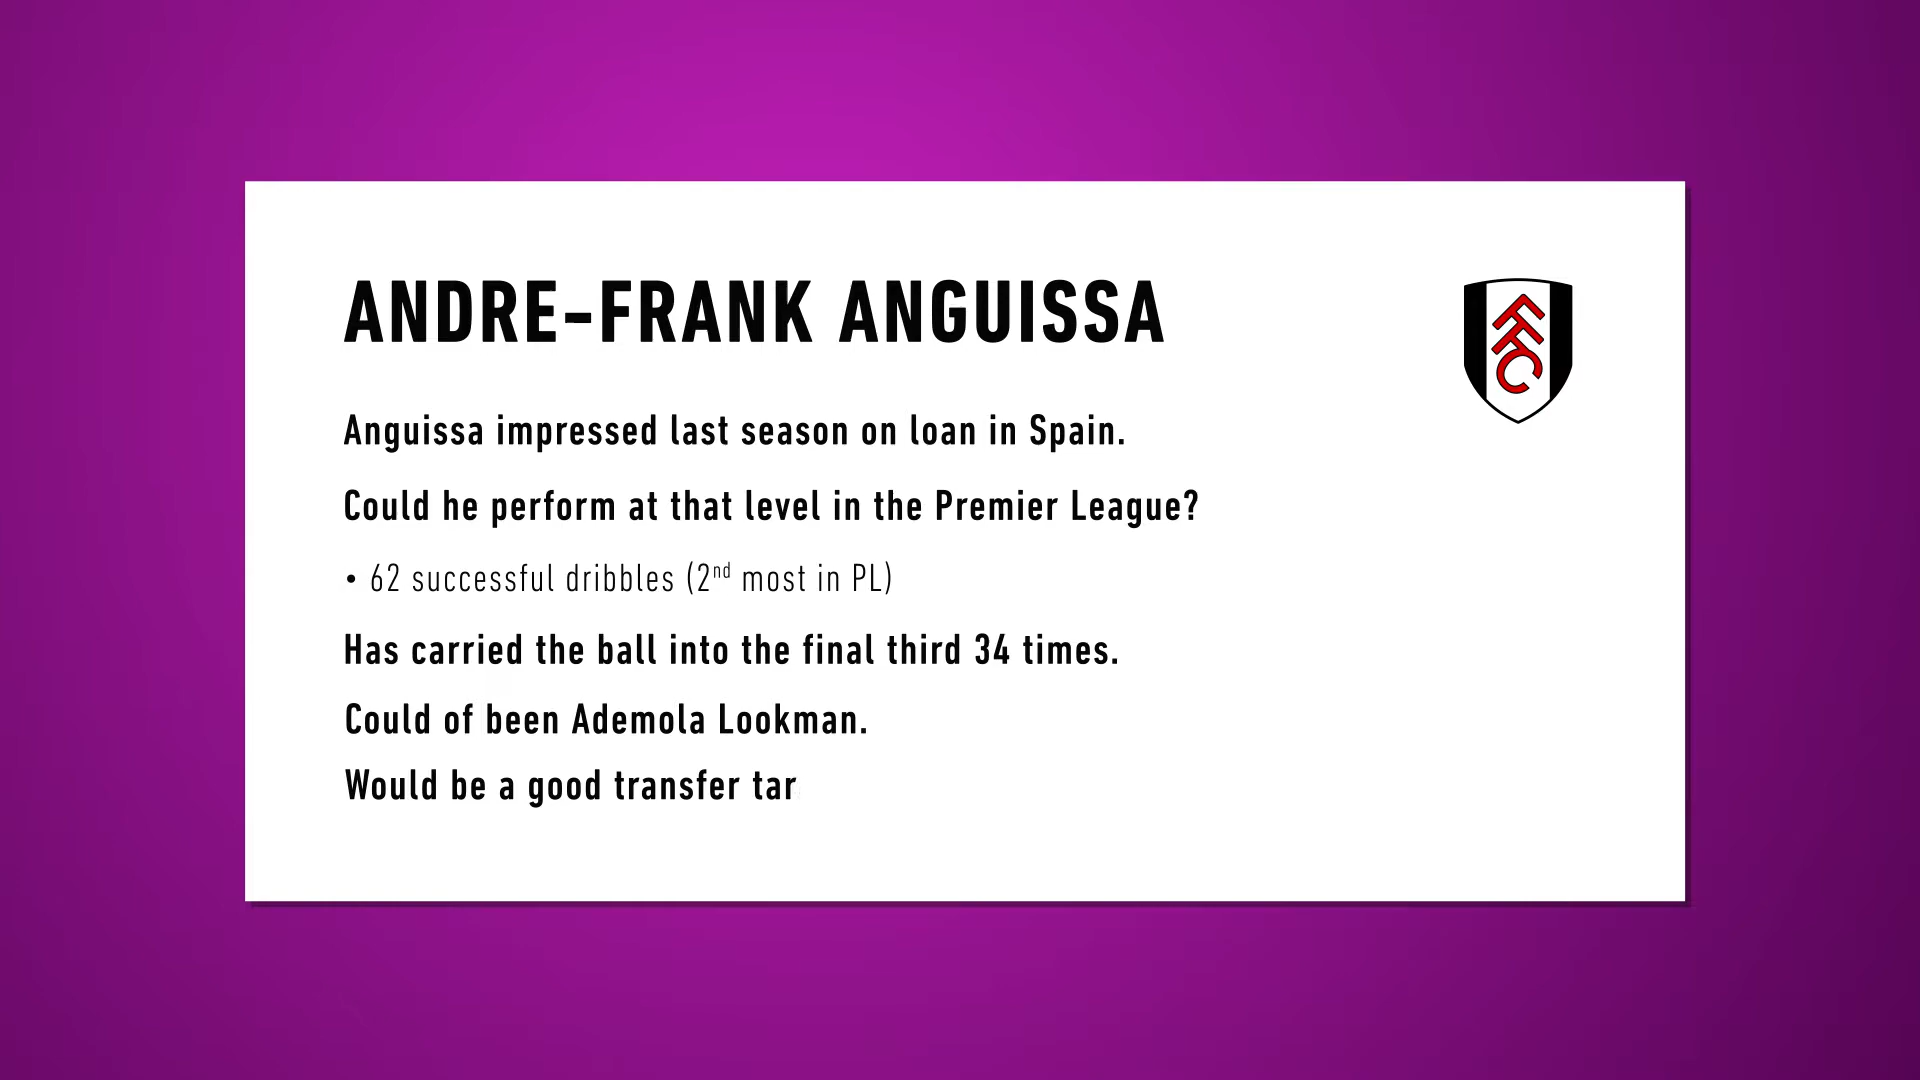 ANDRE-FRANK ANGUISSA
FFC
Anguissa impressed last season on loan in Spain.
Could he perform at that level in the Premier League?
• 62 successful dribbles (2nd most in PL)
Has carried the ball into the final third 34 times.
Could of been Ademola Lookman.
Would be a good transfer tar